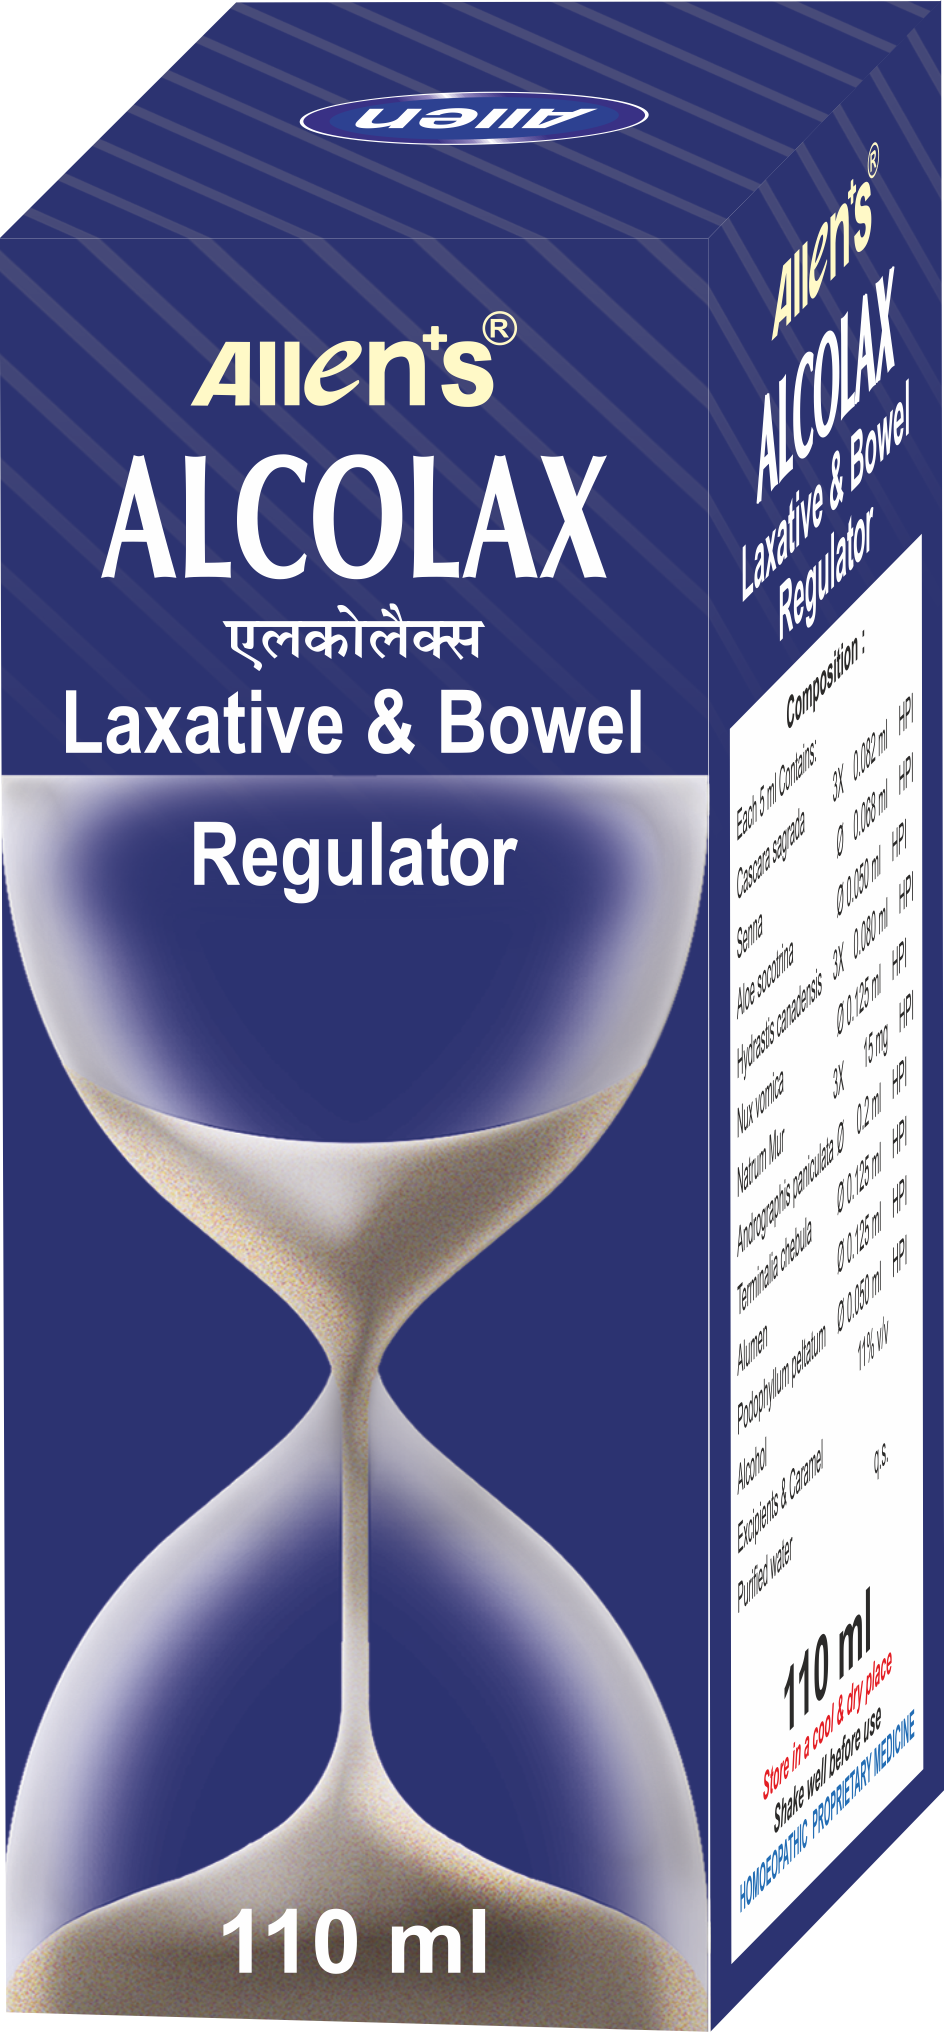 Allen
Allen's®
ALCOLAX
एलकोलैक्स
Laxative & Bowel
Regulator
110 ml
Allen's®
ALCOLAX
Laxative & Bowel
Regulator
Composition :
Each 5 ml Contains:
Cascara sagrada 3X 0.082 ml HPI
Senna Ø 0.068 ml HPI
Aloe socotrina Ø 0.050 ml HPI
Hydrastis canadensis 3X 0.080 ml HPI
Nux vomica Ø 0.125 ml HPI
Natrum Mur 3X 15 mg HPI
Andrographis paniculata Ø 0.2 ml HPI
Terminalia chebula Ø 0.125 ml HPI
Alumen Ø 0.125 ml HPI
Podophyllum peltatum Ø 0.050 ml HPI
Alcohol 11% v/v
Excipients & Caramel
Purified water q.s.
110 ml
Store in a cool & dry place
Shake well before use
HOMOEOPATHIC PROPRIETARY MEDICINE